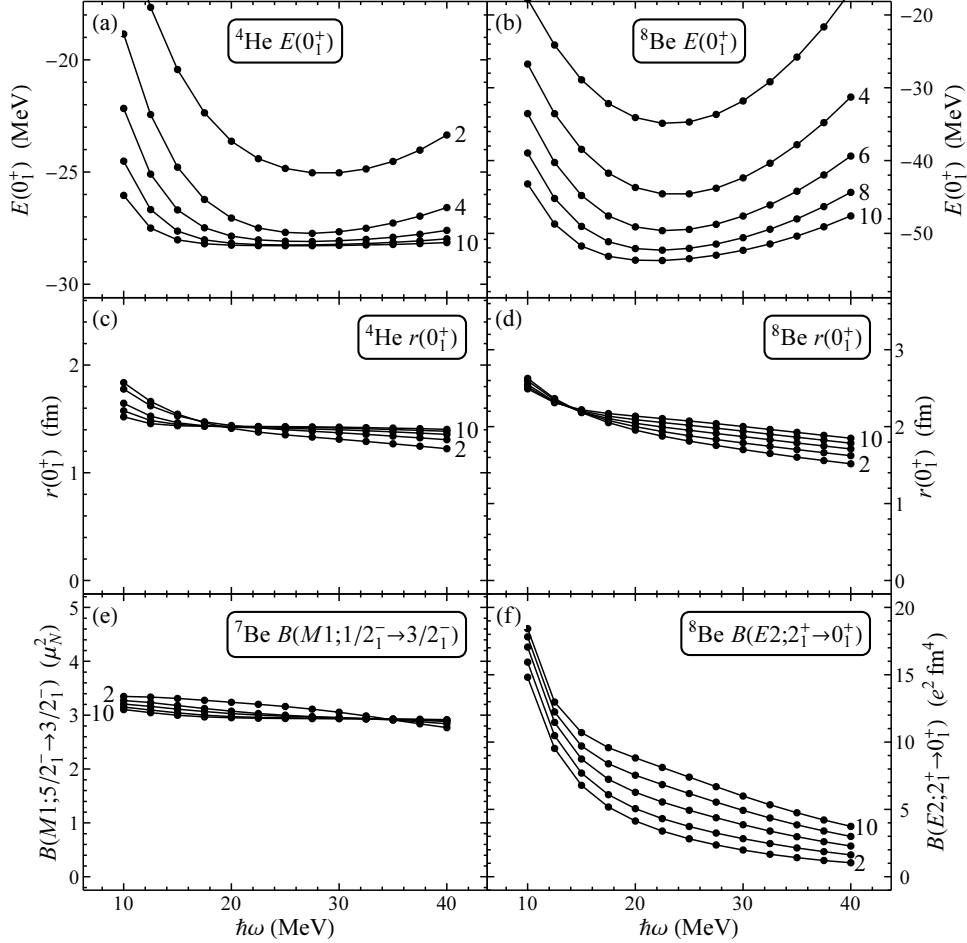 (a)
⁴He E(0₁⁺)
−20
−25
−30
E(0₁⁺) (MeV)
2
4
10
(b)
⁸Be E(0₁⁺)
−20
−30
−40
−50
E(0₁⁺) (MeV)
4
6
8
10
(c)
⁴He r(0₁⁺)
2
1
0
r(0₁⁺) (fm)
10
2
(d)
⁸Be r(0₁⁺)
3
2
1
0
r(0₁⁺) (fm)
10
2
(e)
⁷Be B(M1;1/2₁⁻→3/2₁⁻)
5
4
3
2
1
0
B(M1;5/2₁⁻→3/2₁⁻) (μ_N²)
2
10
10 20 30 40
ℏω (MeV)
(f)
⁸Be B(E2;2₁⁺→0₁⁺)
20
15
10
5
0
B(E2;2₁⁺→0₁⁺) (e² fm⁴)
10
2
10 20 30 40
ℏω (MeV)